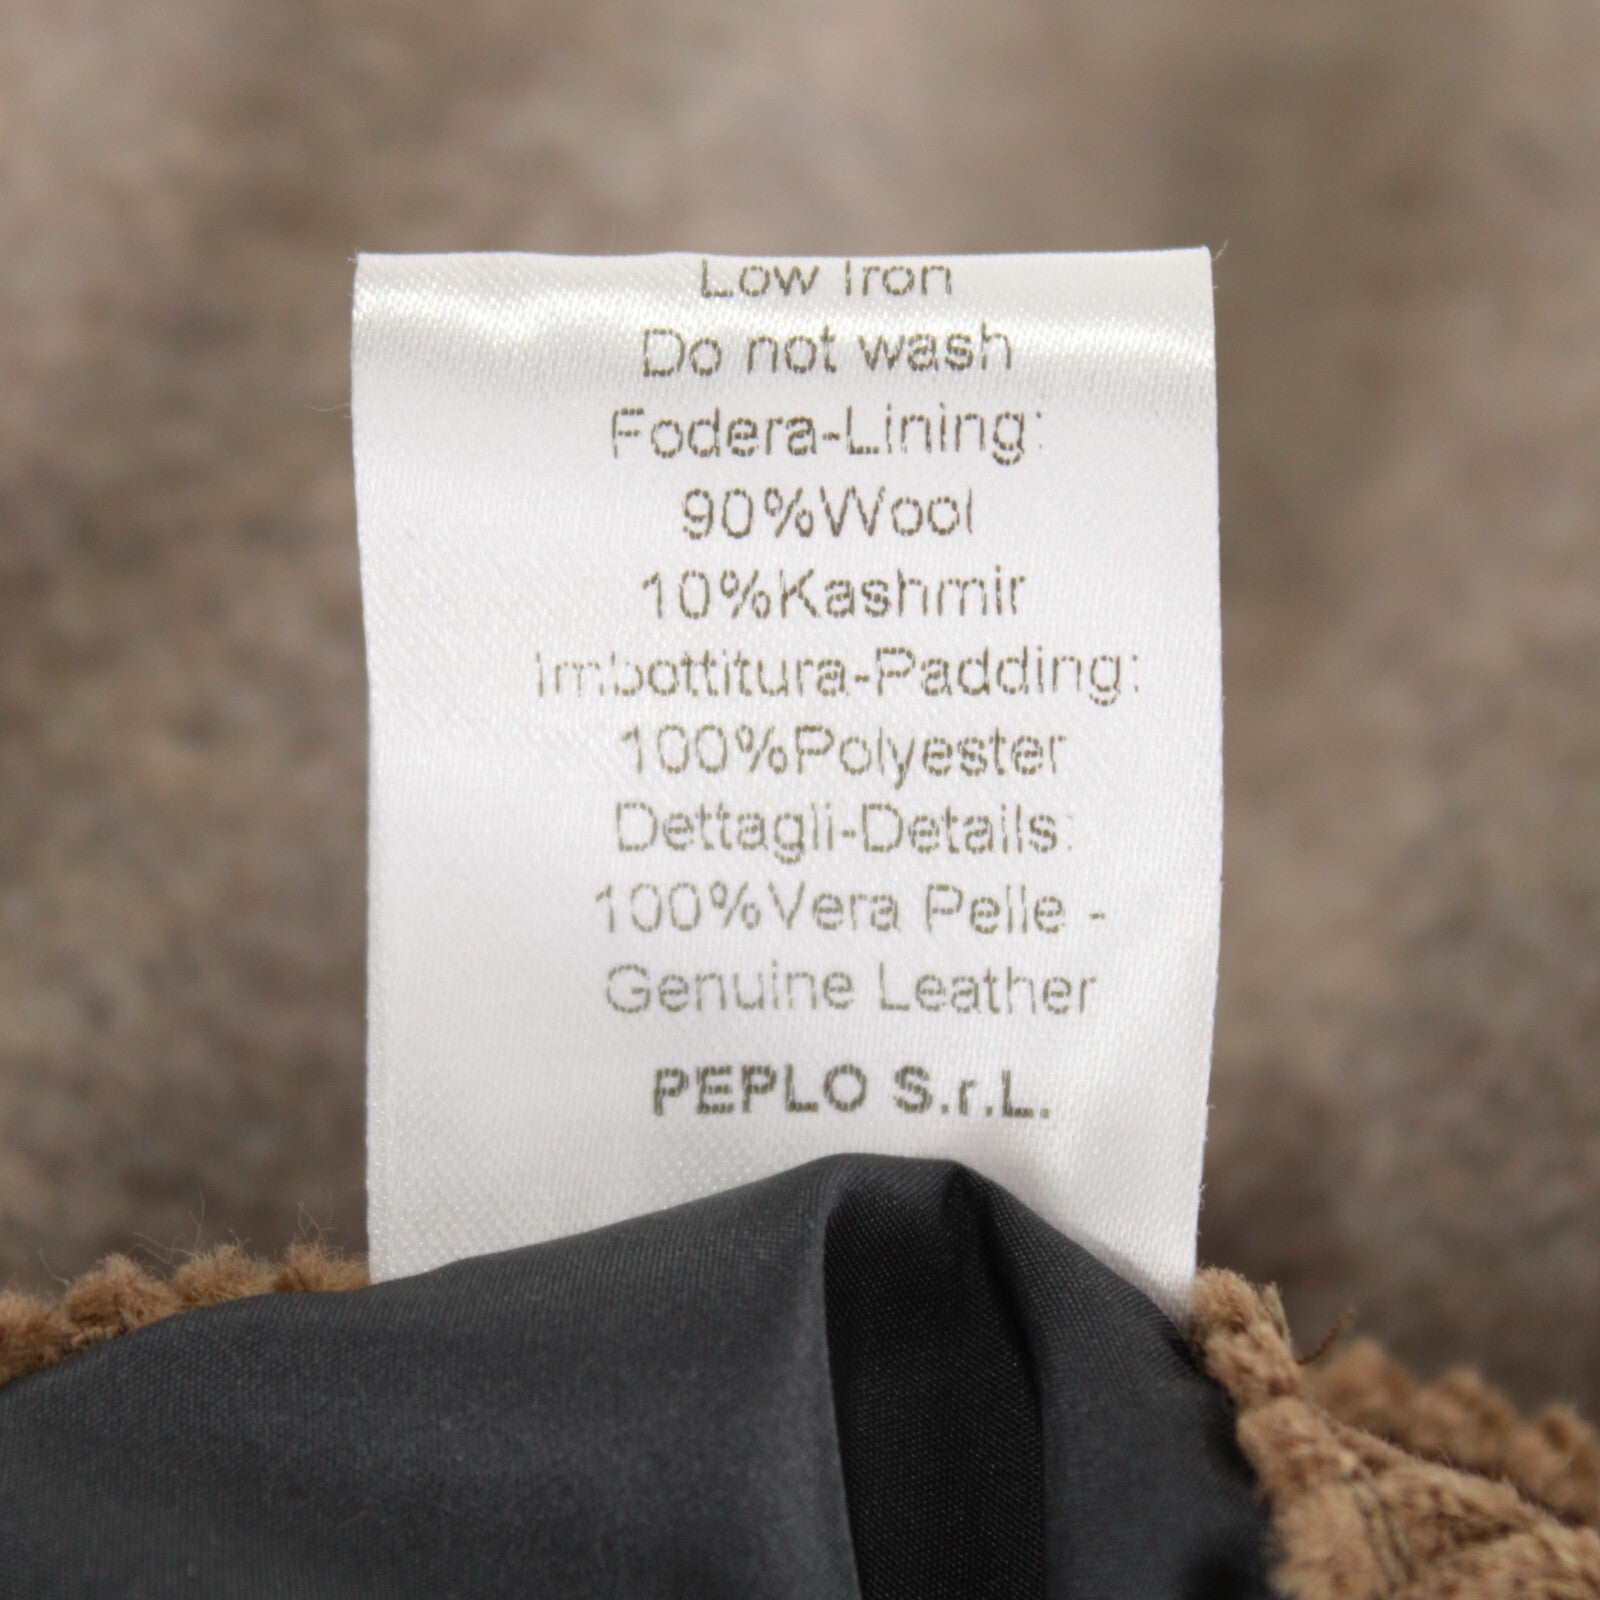 Low Iron
Do not wash
Fodera-Lining:
90%Wool
10%Kashmir
Imbottitura-Padding:
100%Polyester
Dettagli-Details:
100%Vera Pelle -
Genuine Leather
PEPLO S.r.L.